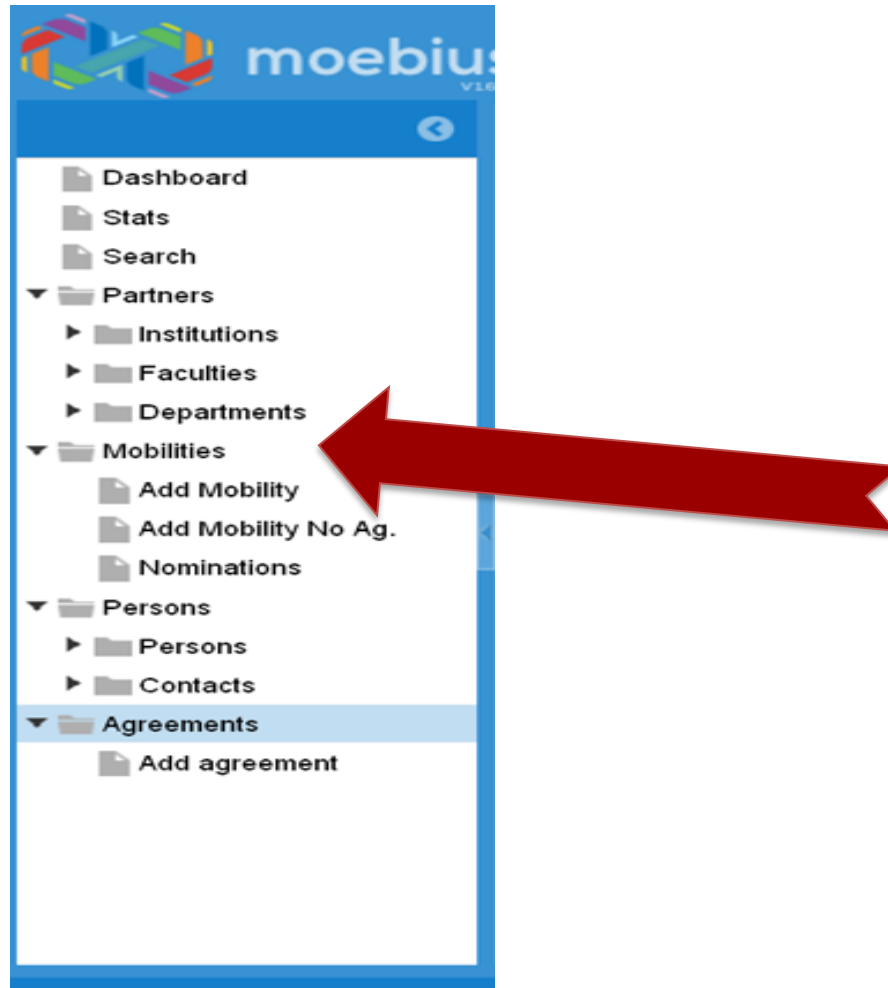 moebiu
Dashboard
Stats
Search
Partners
Institutions
Faculties
Departments
Mobilities
Add Mobility
Add Mobility No Ag.
Nominations
Persons
Persons
Contacts
Agreements
Add agreement